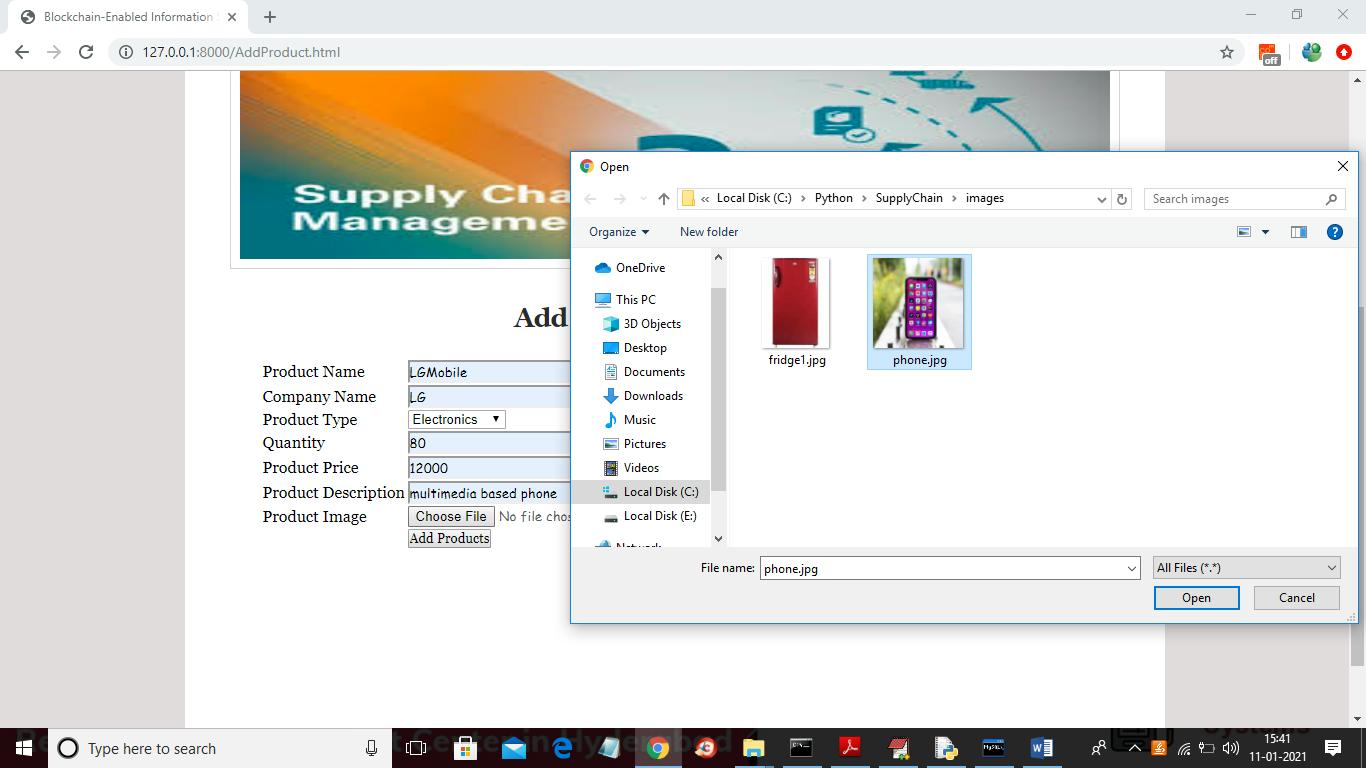 Blockchain-Enabled Information
127.0.0.1:8000/AddProduct.html
off
Supply Cha
Manageme
Add
Product Name LGMobile
Company Name LG
Product Type Electronics
Quantity 80
Product Price 12000
Product Description multimedia based phone
Product Image Choose File No file chos
Add Products
Open
« Local Disk (C:) > Python > SupplyChain > images
Search images
Organize
New folder
OneDrive
This PC
3D Objects
Desktop
Documents
Downloads
Music
Pictures
Videos
Local Disk (C:)
Local Disk (E:)
Network
fridge1.jpg
phone.jpg
File name: phone.jpg
All Files (*.*)
Open
Cancel
Type here to search
15:41
11-01-2021